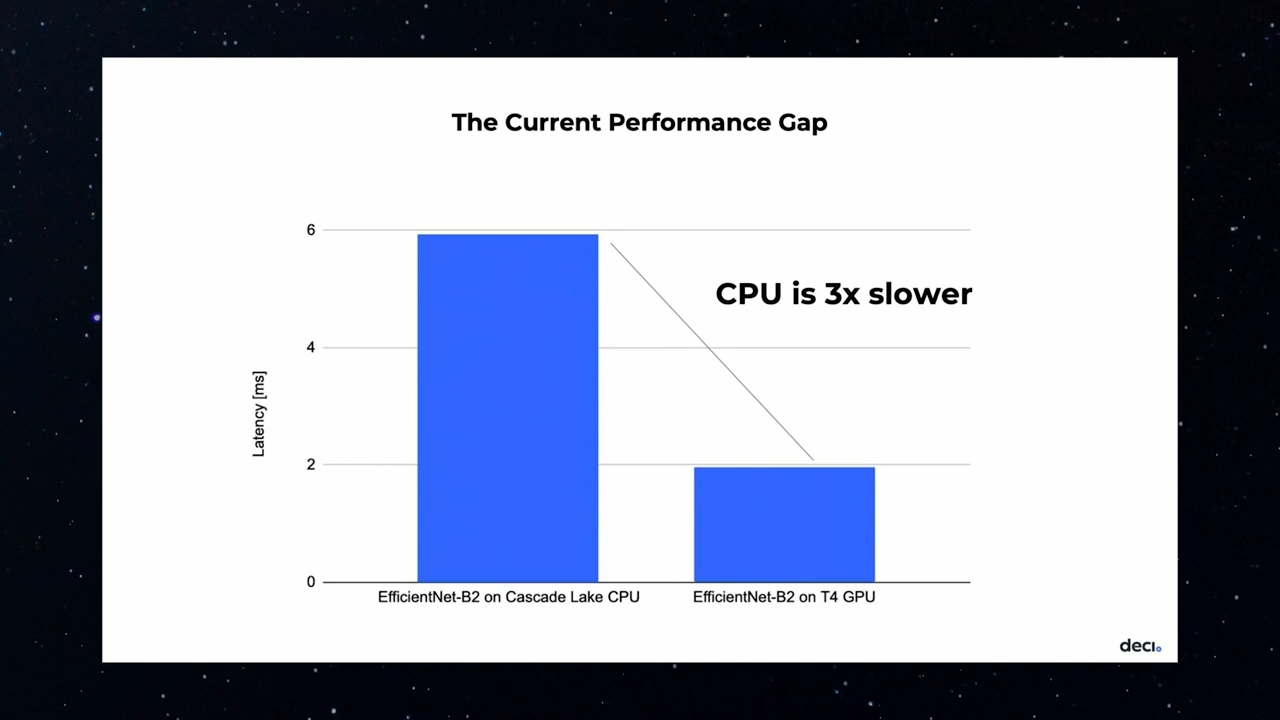 The Current Performance Gap
6
CPU is 3x slower
4
Latency [ms]
2
0
EfficientNet-B2 on Cascade Lake CPU
EfficientNet-B2 on T4 GPU
deci.